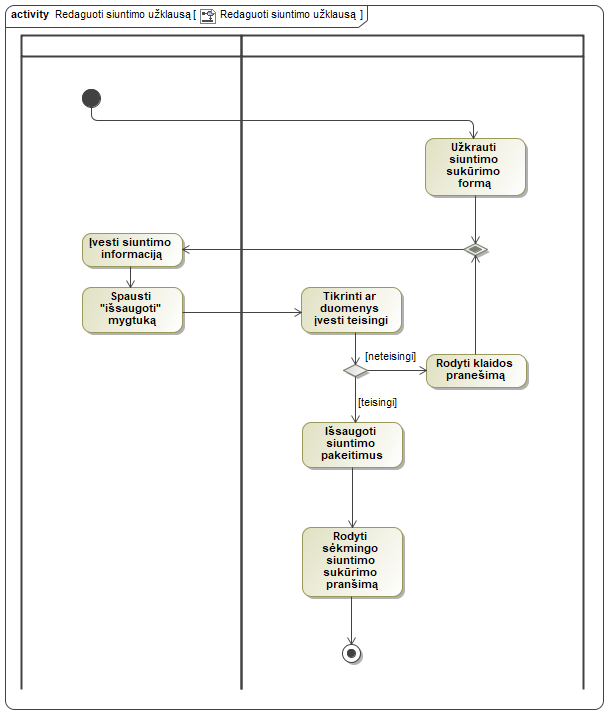 activity Redaguoti siuntimo užklausą [ Redaguoti siuntimo užklausą ]
Užkrauti
siuntimo
sukūrimo
formą
Įvesti siuntimo
informaciją
Spausti
"išsaugoti"
mygtuką
Tikrinti ar
duomenys
įvesti teisingi
[neteisingi]
Rodyti klaidos
pranešimą
[teisingi]
Išsaugoti
siuntimo
pakeitimus
Rodyti
sėkmingo
siuntimo
sukūrimo
pranšimą